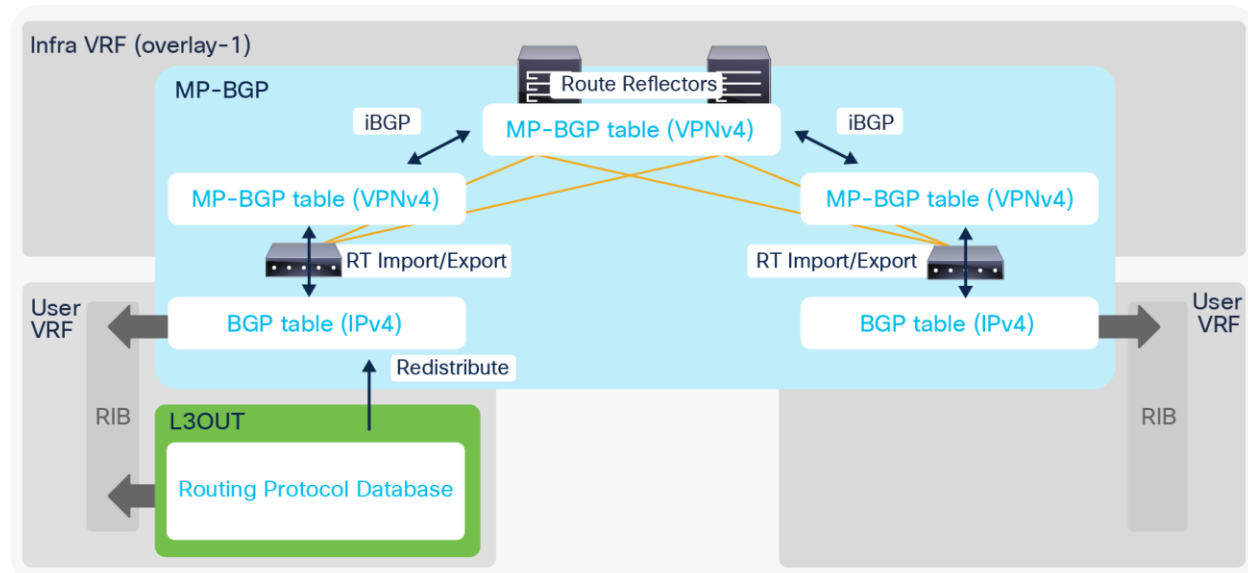 Infra VRF (overlay-1)
MP-BGP
Route Reflectors
iBGP
MP-BGP table (VPNv4)
iBGP
MP-BGP table (VPNv4)
MP-BGP table (VPNv4)
RT Import/Export
RT Import/Export
User
VRF
BGP table (IPv4)
BGP table (IPv4)
User
VRF
Redistribute
RIB
L3OUT
RIB
Routing Protocol Database